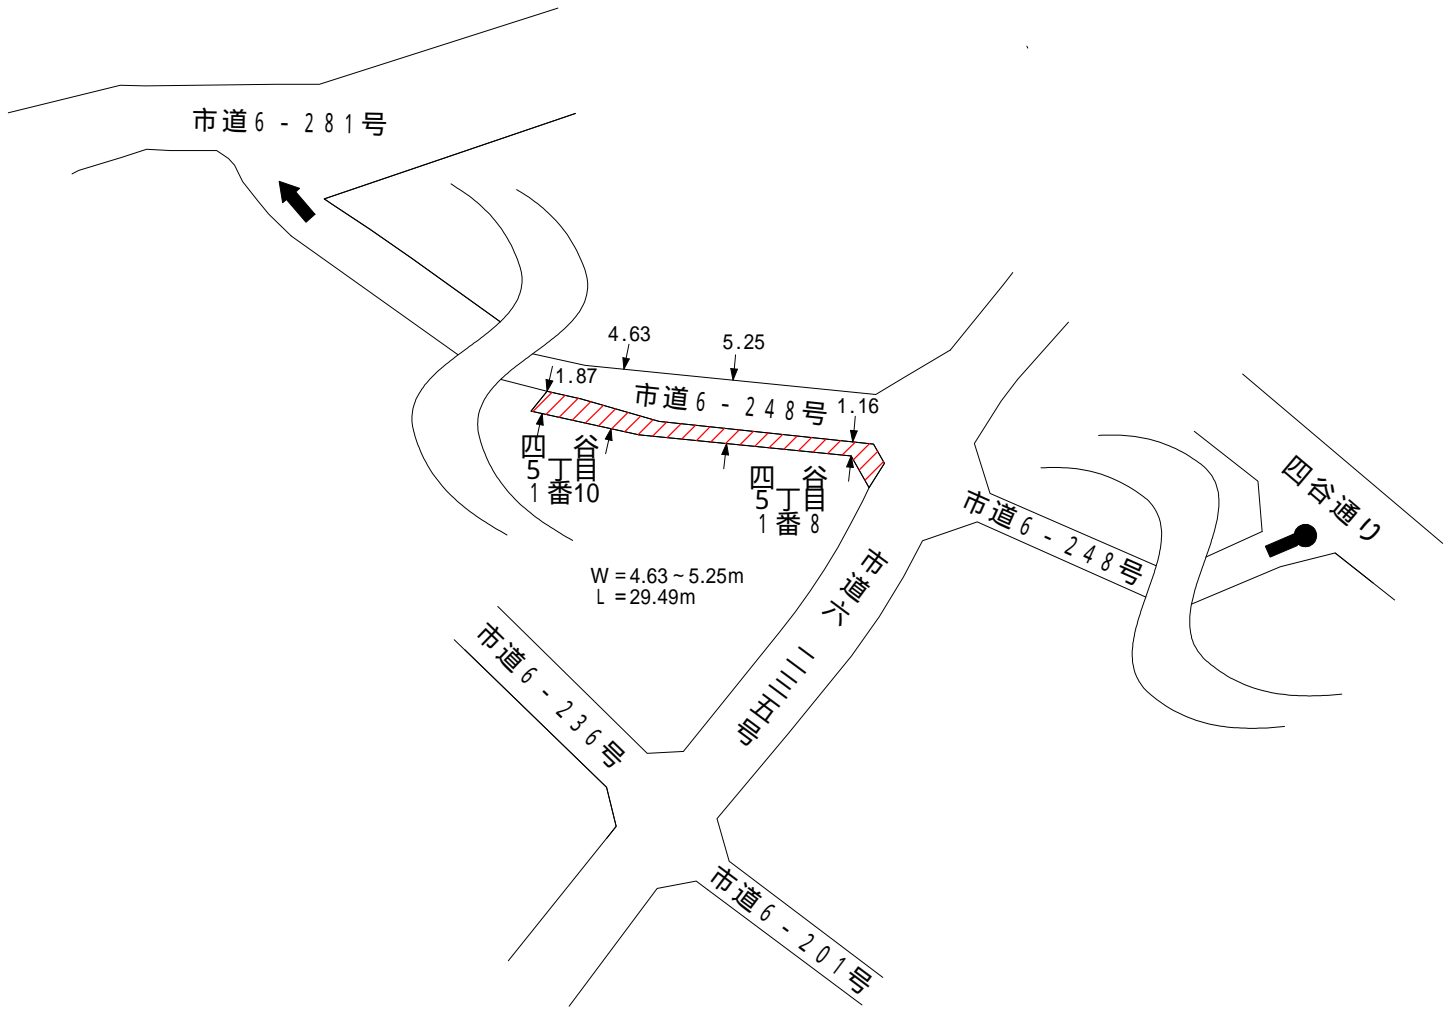 市道6-281号
4.63
5.25
1.87
市道6-248号
1.16
四谷
5丁目
1番10
四谷
5丁目
1番8
四谷通り
市道6-248号
市道六 二三五号
W=4.63~5.25m
L=29.49m
市道6-236号
市道6-201号